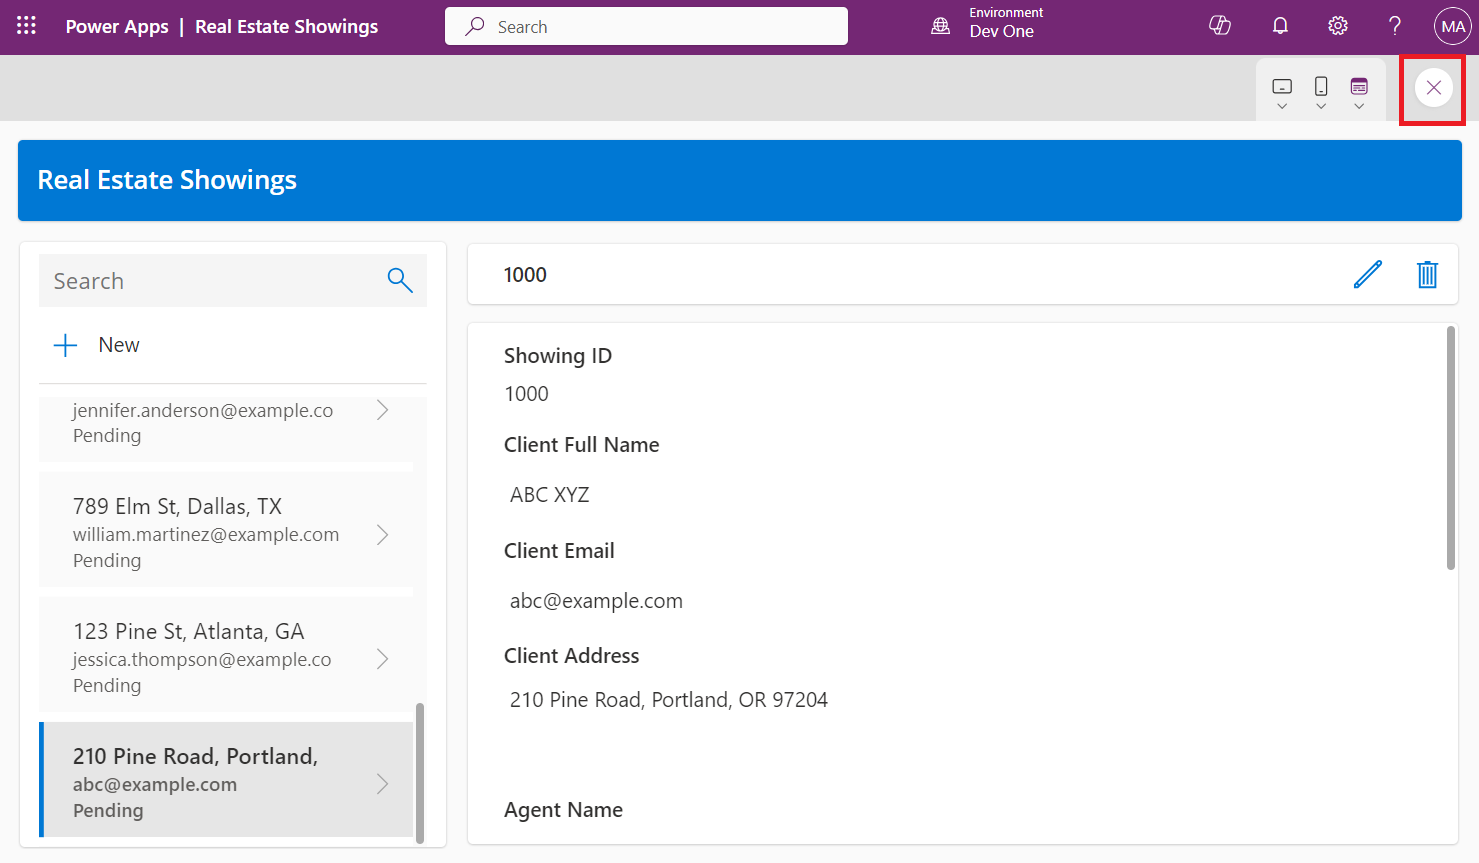 Power Apps | Real Estate Showings
Search
Environment
Dev One
MA
Real Estate Showings
Search
New
jennifer.anderson@example.co
Pending
789 Elm St, Dallas, TX
william.martinez@example.com
Pending
123 Pine St, Atlanta, GA
jessica.thompson@example.co
Pending
210 Pine Road, Portland,
abc@example.com
Pending
1000
Showing ID
1000
Client Full Name
ABC XYZ
Client Email
abc@example.com
Client Address
210 Pine Road, Portland, OR 97204
Agent Name